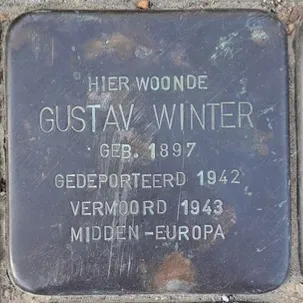 HIER WOONDE
GUSTAV WINTER
GEB. 1897
GEDEPORTEERD 1942
VERMOORD 1943
MIDDEN-EUROPA